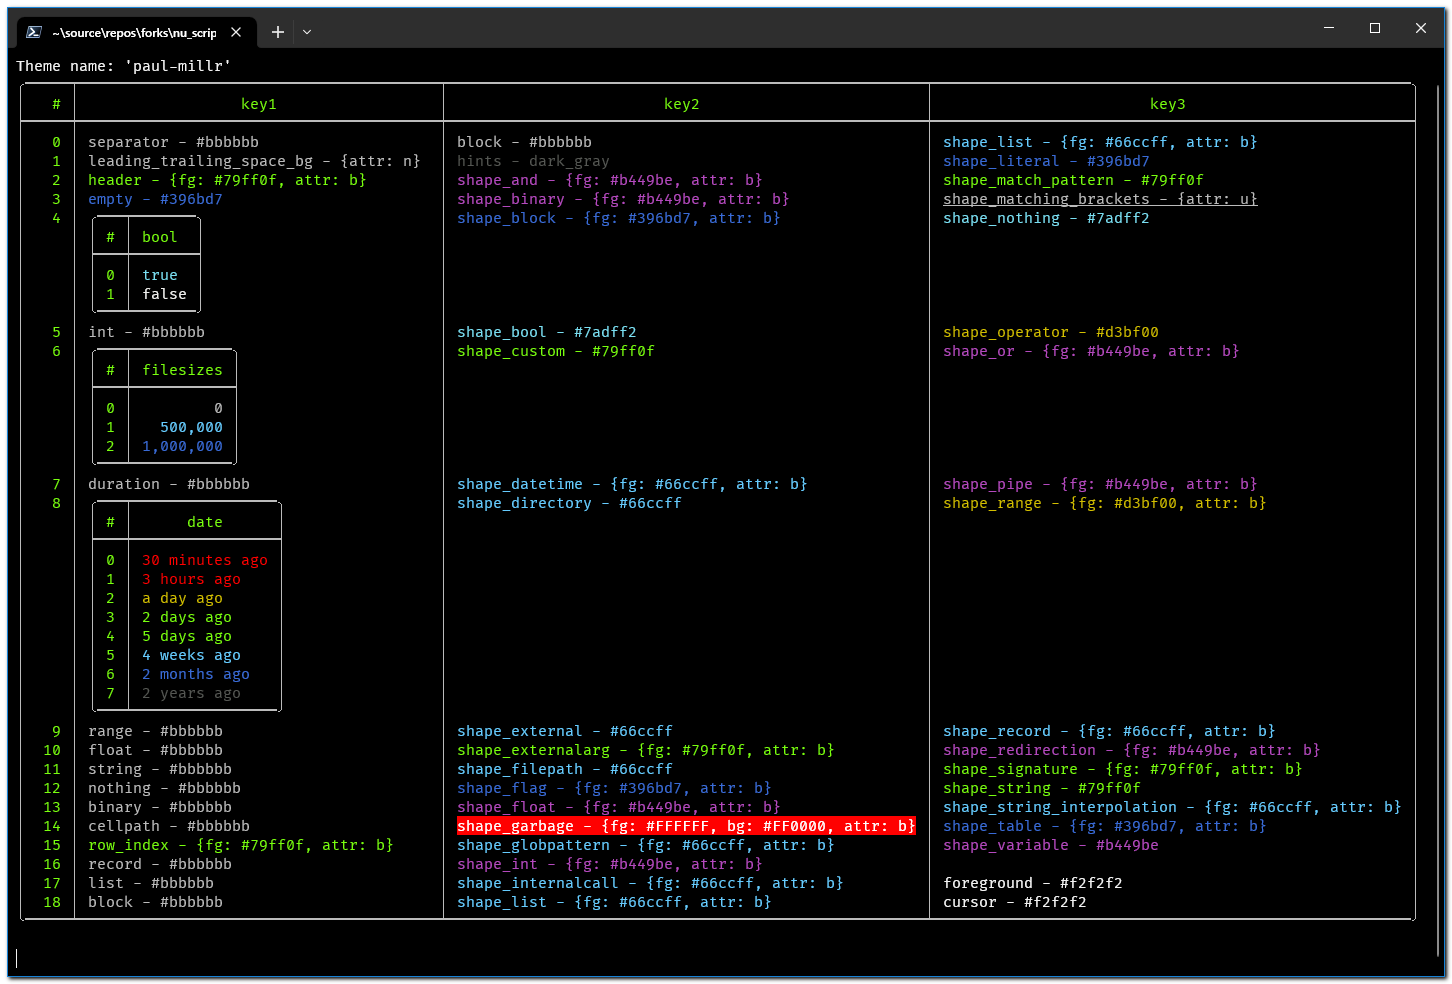 ~\source\repos\forks\nu_scrip
Theme name: 'paul-millr'
# key1 key2 key3
0 separator - #bbbbbb block - #bbbbbb shape_list - {fg: #66ccff, attr: b}
1 leading_trailing_space_bg - {attr: n} hints - dark_gray shape_literal - #396bd7
2 header - {fg: #79ff0f, attr: b} shape_and - {fg: #b449be, attr: b} shape_match_pattern - #79ff0f
3 empty - #396bd7 shape_binary - {fg: #b449be, attr: b} shape_matching_brackets - {attr: u}
4 shape_block - {fg: #396bd7, attr: b} shape_nothing - #7adff2
# bool
0 true
1 false
5 int - #bbbbbb shape_bool - #7adff2 shape_operator - #d3bf00
6 shape_custom - #79ff0f shape_or - {fg: #b449be, attr: b}
# filesizes
0 0
1 500,000
2 1,000,000
7 duration - #bbbbbb shape_datetime - {fg: #66ccff, attr: b} shape_pipe - {fg: #b449be, attr: b}
8 shape_directory - #66ccff shape_range - {fg: #d3bf00, attr: b}
# date
0 30 minutes ago
1 3 hours ago
2 a day ago
3 2 days ago
4 5 days ago
5 4 weeks ago
6 2 months ago
7 2 years ago
9 range - #bbbbbb shape_external - #66ccff shape_record - {fg: #66ccff, attr: b}
10 float - #bbbbbb shape_externalarg - {fg: #79ff0f, attr: b} shape_redirection - {fg: #b449be, attr: b}
11 string - #bbbbbb shape_filepath - #66ccff shape_signature - {fg: #79ff0f, attr: b}
12 nothing - #bbbbbb shape_flag - {fg: #396bd7, attr: b} shape_string - #79ff0f
13 binary - #bbbbbb shape_float - {fg: #b449be, attr: b} shape_string_interpolation - {fg: #66ccff, attr: b}
14 cellpath - #bbbbbb shape_garbage - {fg: #FFFFFF, bg: #FF0000, attr: b} shape_table - {fg: #396bd7, attr: b}
15 row_index - {fg: #79ff0f, attr: b} shape_globpattern - {fg: #66ccff, attr: b} shape_variable - #b449be
16 record - #bbbbbb shape_int - {fg: #b449be, attr: b}
17 list - #bbbbbb shape_internalcall - {fg: #66ccff, attr: b} foreground - #f2f2f2
18 block - #bbbbbb shape_list - {fg: #66ccff, attr: b} cursor - #f2f2f2